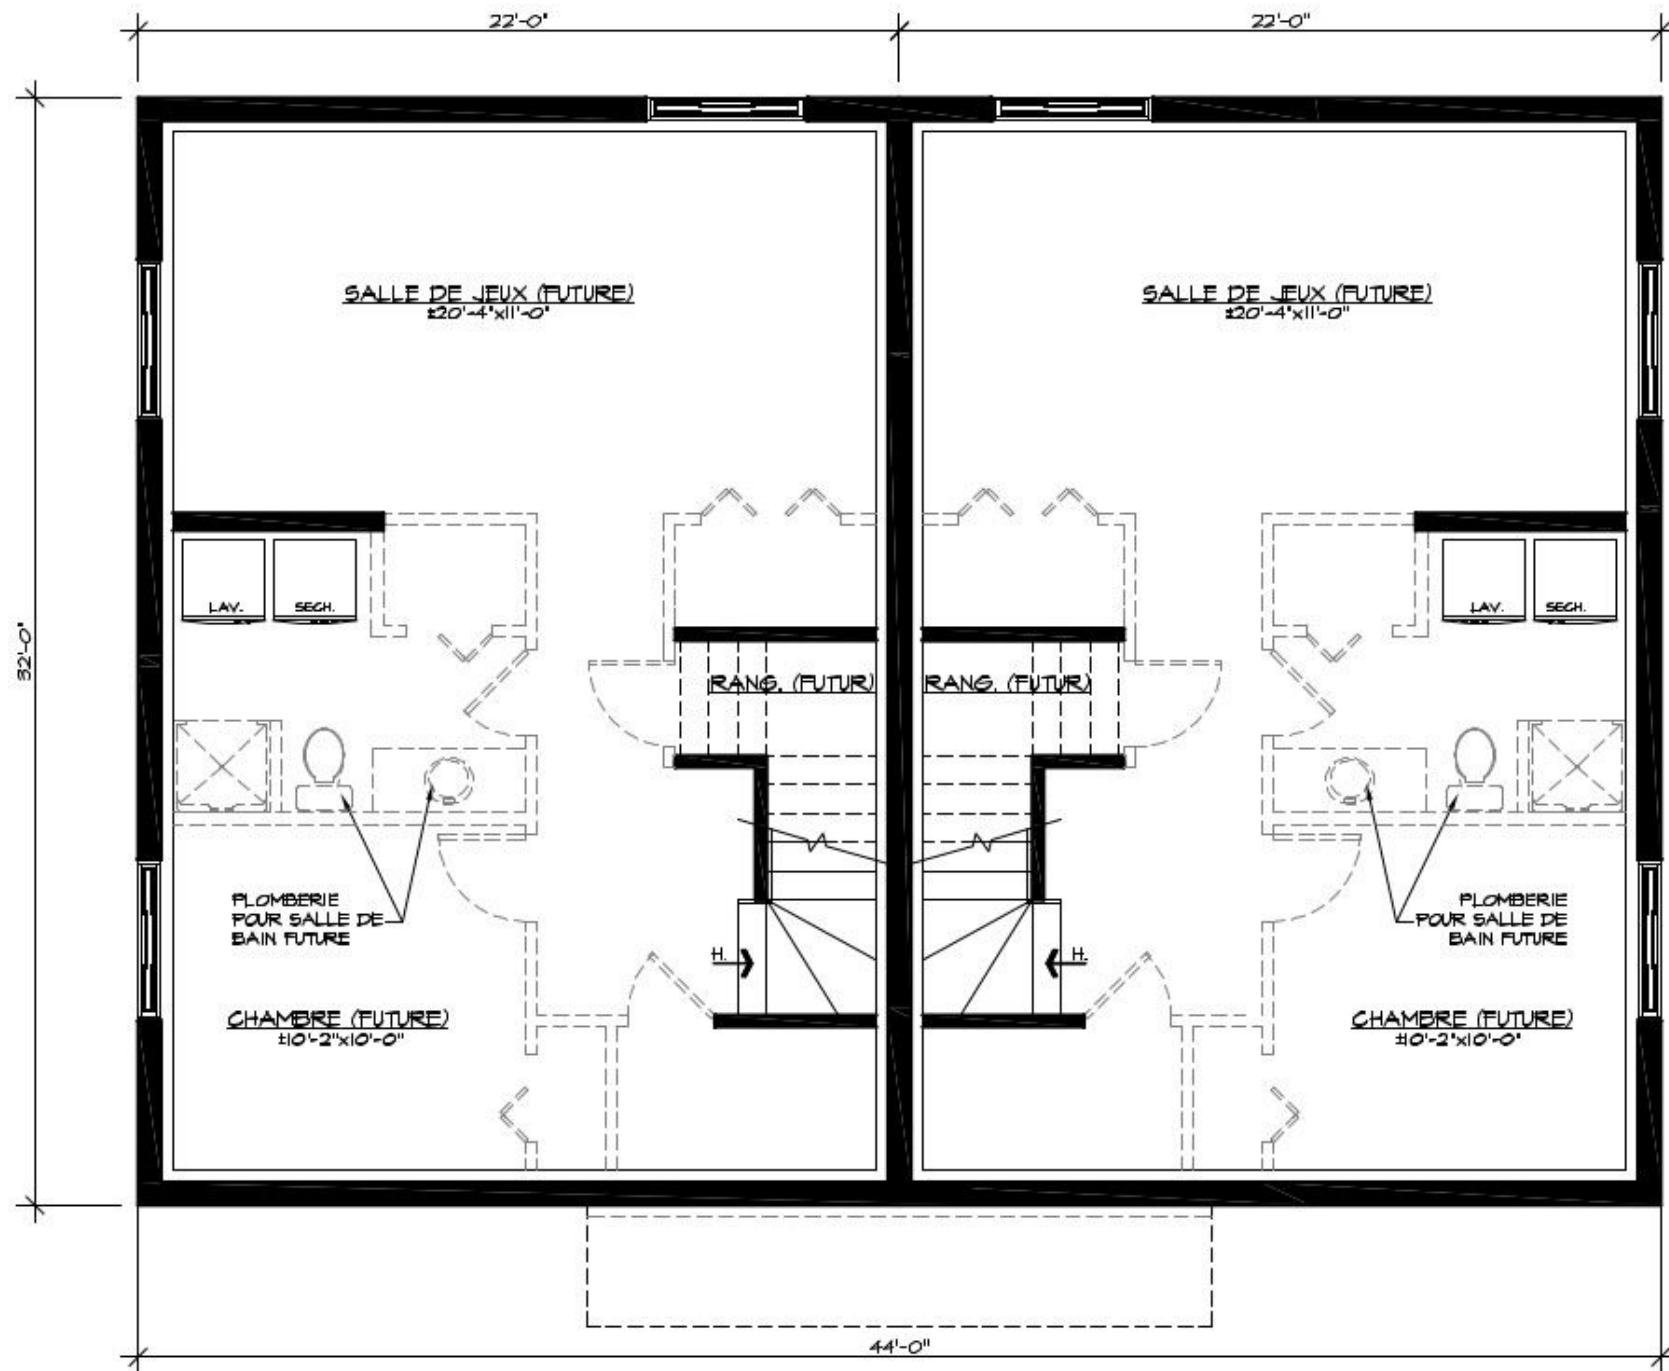 22'-0"
22'-0"
32'-0"
SALLE DE JEUX (FUTURE)
±20'-4"x11'-0"
SALLE DE JEUX (FUTURE)
±20'-4"x11'-0"
LAV.
SECH.
LAV.
SECH.
RANG. (FUTUR)
RANG. (FUTUR)
PLOMBERIE
POUR SALLE DE
BAIN FUTURE
PLOMBERIE
POUR SALLE DE
BAIN FUTURE
H.
H.
CHAMBRE (FUTURE)
±10'-2"x10'-0"
CHAMBRE (FUTURE)
±10'-2"x10'-0"
44'-0"